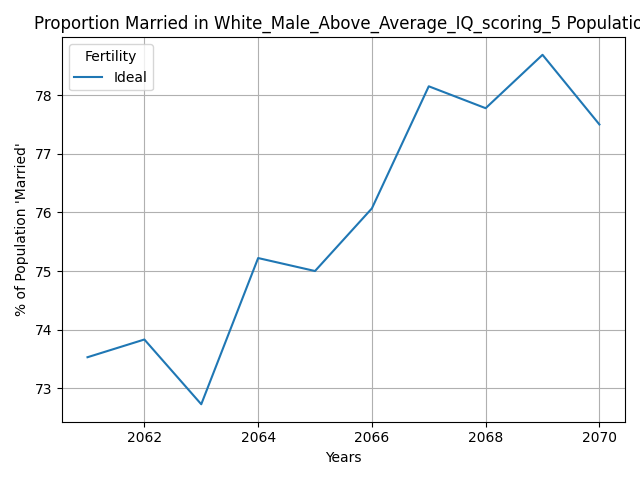 Proportion Married in White_Male_Above_Average_IQ_scoring_5 Populatio
Fertility
Ideal
% of Population 'Married'
78
77
76
75
74
73
2062 2064 2066 2068 2070
Years